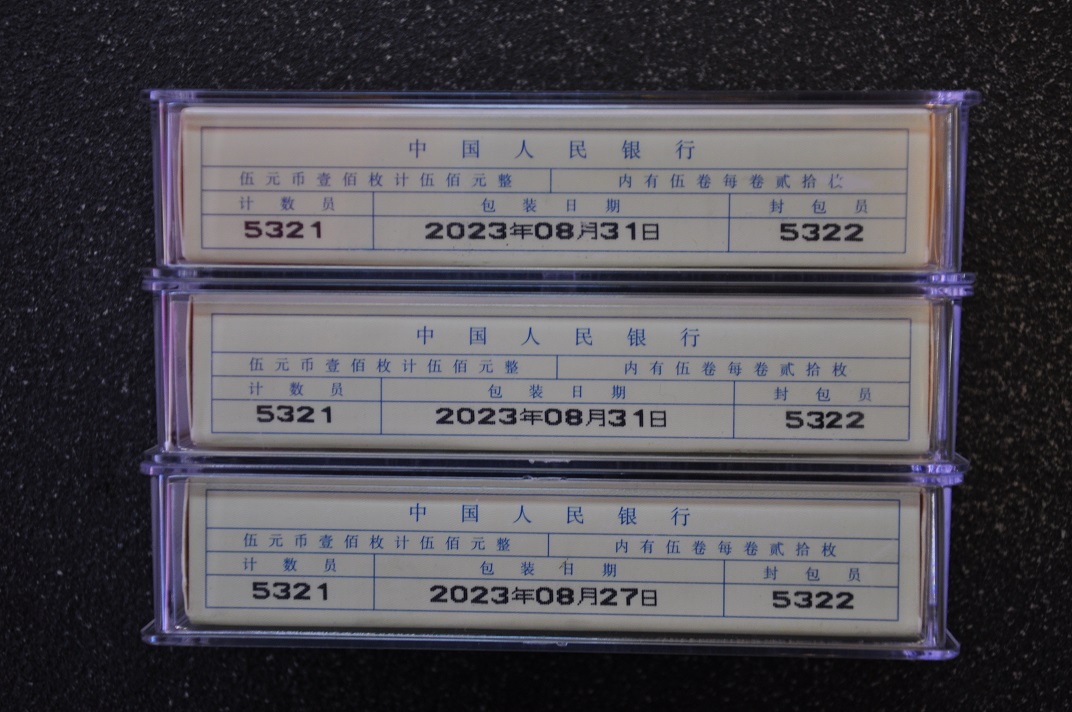 中国人民银行
伍元币壹佰枚计伍佰元整 内有伍卷每卷贰拾枚
计数员 包装日期 封包员
5321 2023年08月31日 5322
中国人民银行
伍元币壹佰枚计伍佰元整 内有伍卷每卷贰拾枚
计数员 包装日期 封包员
5321 2023年08月31日 5322
中国人民银行
伍元币壹佰枚计伍佰元整 内有伍卷每卷贰拾枚
计数员 包装日期 封包员
5321 2023年08月27日 5322